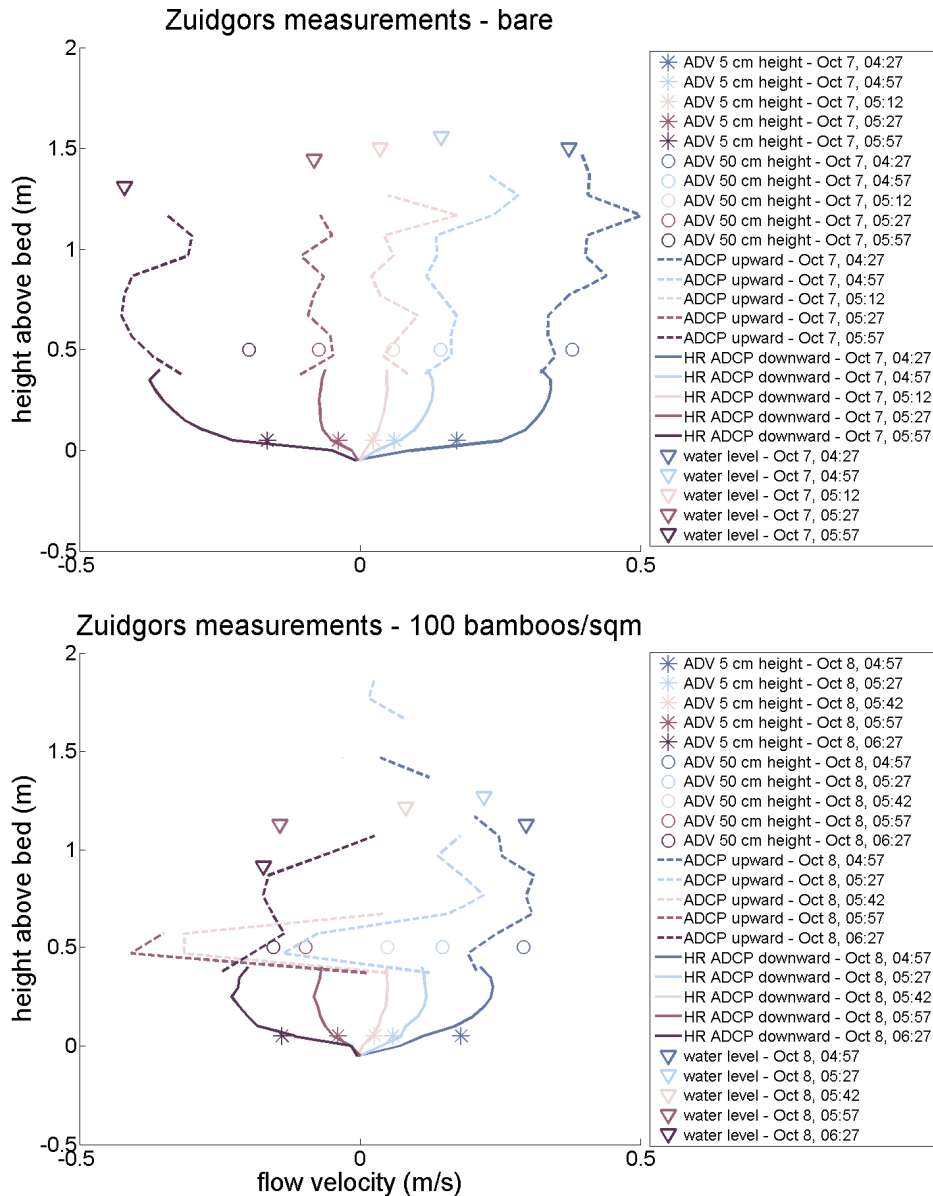 Zuidgors measurements - bare
2
1.5
1
0.5
0
-0.5
height above bed (m)
-0.5
0
0.5
ADV 5 cm height - Oct 7, 04:27
ADV 5 cm height - Oct 7, 04:57
ADV 5 cm height - Oct 7, 05:12
ADV 5 cm height - Oct 7, 05:27
ADV 5 cm height - Oct 7, 05:57
ADV 50 cm height - Oct 7, 04:27
ADV 50 cm height - Oct 7, 04:57
ADV 50 cm height - Oct 7, 05:12
ADV 50 cm height - Oct 7, 05:27
ADV 50 cm height - Oct 7, 05:57
ADCP upward - Oct 7, 04:27
ADCP upward - Oct 7, 04:57
ADCP upward - Oct 7, 05:12
ADCP upward - Oct 7, 05:27
ADCP upward - Oct 7, 05:57
HR ADCP downward - Oct 7, 04:27
HR ADCP downward - Oct 7, 04:57
HR ADCP downward - Oct 7, 05:12
HR ADCP downward - Oct 7, 05:27
HR ADCP downward - Oct 7, 05:57
water level - Oct 7, 04:27
water level - Oct 7, 04:57
water level - Oct 7, 05:12
water level - Oct 7, 05:27
water level - Oct 7, 05:57
Zuidgors measurements - 100 bamboos/sqm
2
1.5
1
0.5
0
-0.5
height above bed (m)
-0.5
0
0.5
flow velocity (m/s)
ADV 5 cm height - Oct 8, 04:57
ADV 5 cm height - Oct 8, 05:27
ADV 5 cm height - Oct 8, 05:42
ADV 5 cm height - Oct 8, 05:57
ADV 5 cm height - Oct 8, 06:27
ADV 50 cm height - Oct 8, 04:57
ADV 50 cm height - Oct 8, 05:27
ADV 50 cm height - Oct 8, 05:42
ADV 50 cm height - Oct 8, 05:57
ADV 50 cm height - Oct 8, 06:27
ADCP upward - Oct 8, 04:57
ADCP upward - Oct 8, 05:27
ADCP upward - Oct 8, 05:42
ADCP upward - Oct 8, 05:57
ADCP upward - Oct 8, 06:27
HR ADCP downward - Oct 8, 04:57
HR ADCP downward - Oct 8, 05:27
HR ADCP downward - Oct 8, 05:42
HR ADCP downward - Oct 8, 05:57
HR ADCP downward - Oct 8, 06:27
water level - Oct 8, 04:57
water level - Oct 8, 05:27
water level - Oct 8, 05:42
water level - Oct 8, 05:57
water level - Oct 8, 06:27